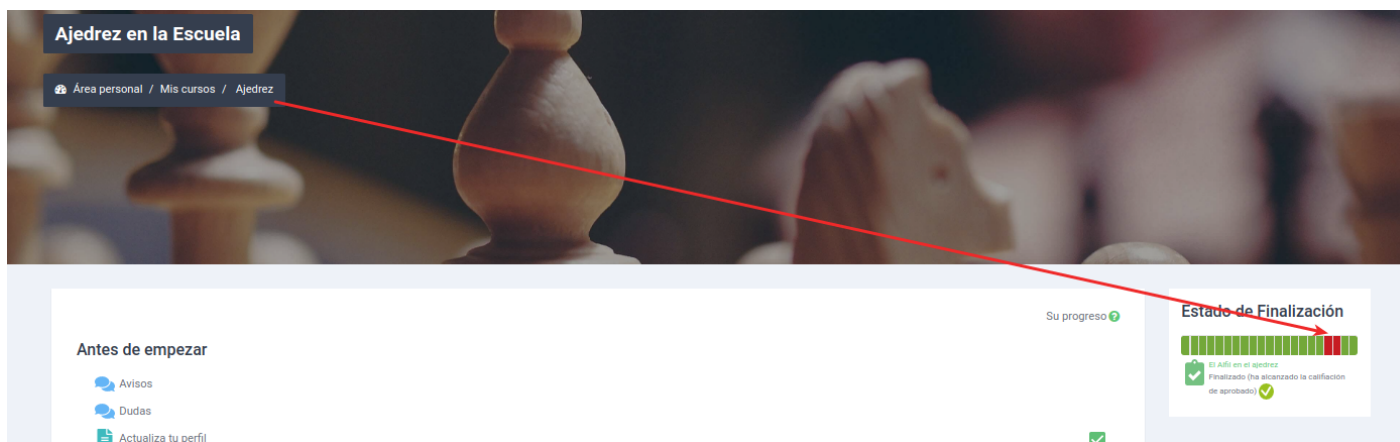 Ajedrez en la Escuela
Área personal / Mis cursos / Ajedrez
Su progreso
Estado de Finalización
Antes de empezar
El Alfil en el ajedrez
Finalizado (ha alcanzado la califiación
de aprobado)
Avisos
Dudas
Actualiza tu perfil